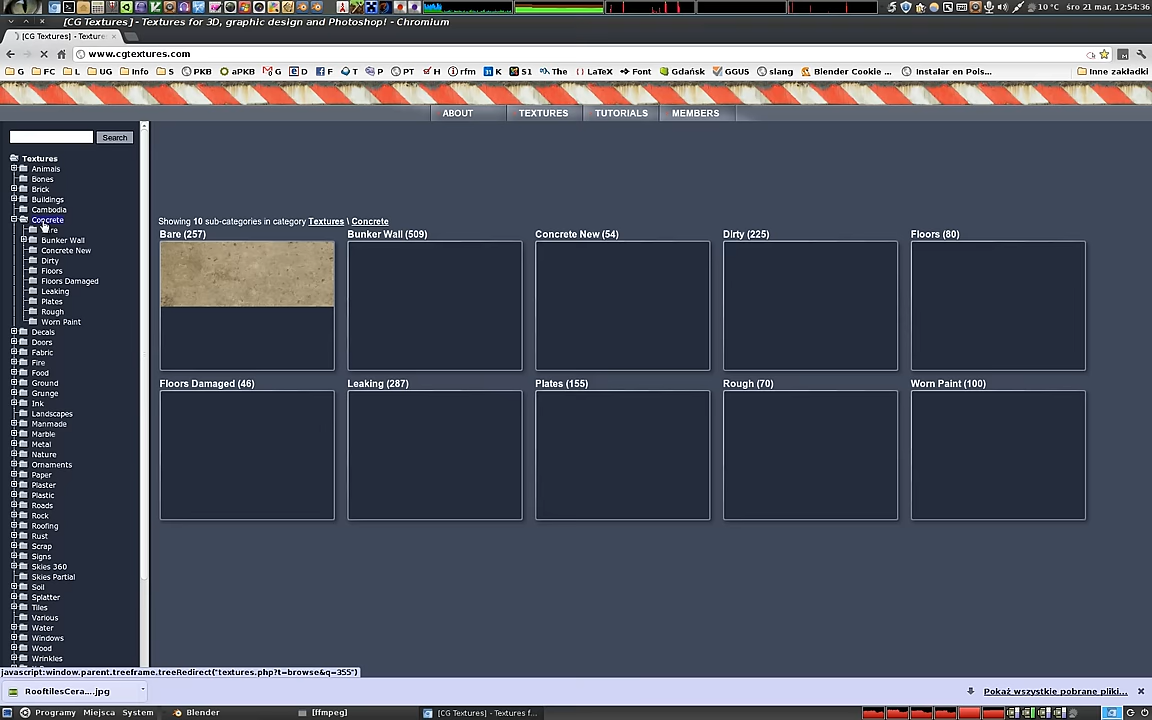 10 °C śro 21 mar, 12:54:36
[CG Textures] - Textures for 3D, graphic design and Photoshop! - Chromium
[CG Textures] - Texture:
www.cgtextures.com
G FC L UG Info S PKB aPKB G D F T P PT H rfm K S1 The LaTeX Font Gdańsk GGUS slang Blender Cookie ... Instalar en Pols... Inne zakładki
ABOUT TEXTURES TUTORIALS MEMBERS
Search
Textures
Animals
Bones
Brick
Buildings
Cambodia
Concrete
Bunker Wall
Concrete New
Dirty
Floors
Floors Damaged
Leaking
Plates
Rough
Worn Paint
Decals
Doors
Fabric
Fire
Food
Ground
Grunge
Ink
Landscapes
Manmade
Marble
Metal
Nature
Ornaments
Paper
Plaster
Plastic
Roads
Rock
Roofing
Rust
Scrap
Signs
Skies 360
Skies Partial
Soil
Splatter
Tiles
Various
Water
Windows
Wood
Wrinkles
Showing 10 sub-categories in category Textures \ Concrete
Bare (257) Bunker Wall (509) Concrete New (54) Dirty (225) Floors (80)
Floors Damaged (46) Leaking (287) Plates (155) Rough (70) Worn Paint (100)
javascript:window.parent.treeframe.treeRedirect("textures.php?t=browse&q=355")
RooftilesCera....jpg
Pokaż wszystkie pobrane pliki...
Programy Miejsca System Blender [ffmpeg] [CG Textures] - Textures f...